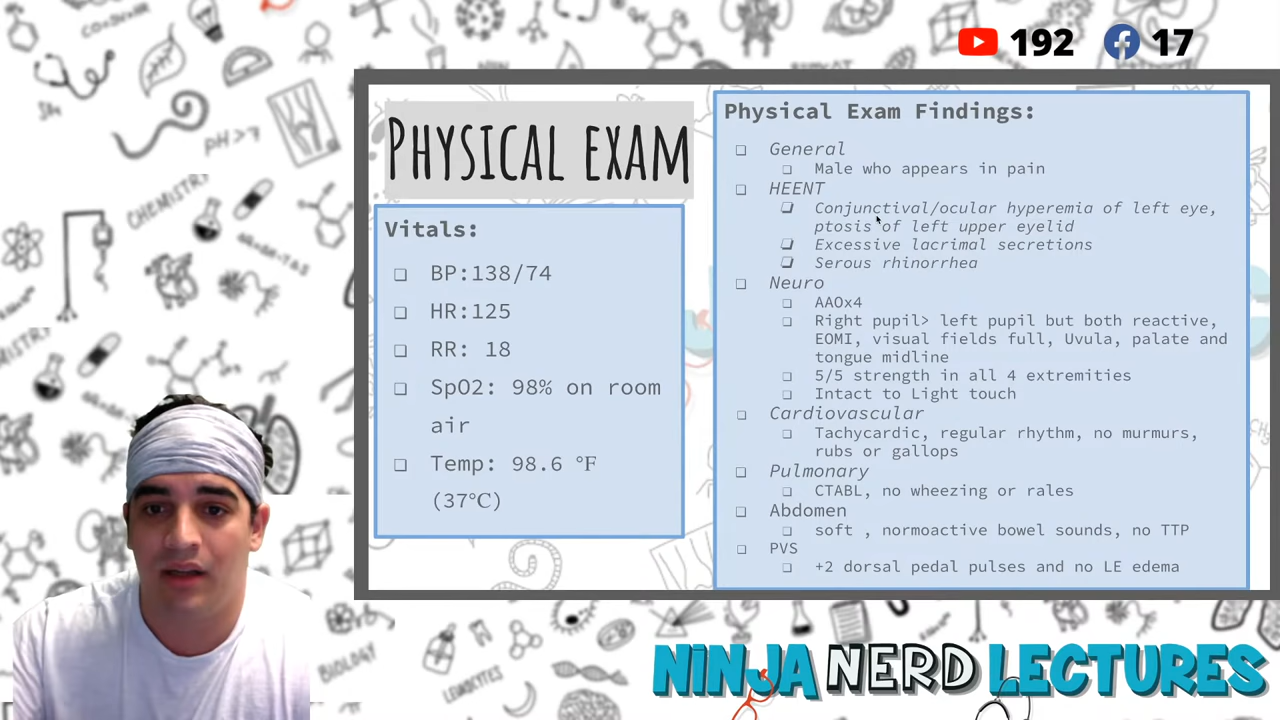 192
17
PHYSICAL EXAM
Vitals:
BP:138/74
HR:125
RR: 18
SpO2: 98% on room
air
Temp: 98.6 °F
(37°C)
Physical Exam Findings:
General
Male who appears in pain
HEENT
Conjunctival/ocular hyperemia of left eye,
ptosis of left upper eyelid
Excessive lacrimal secretions
Serous rhinorrhea
Neuro
AAOx4
Right pupil> left pupil but both reactive,
EOMI, visual fields full, Uvula, palate and
tongue midline
5/5 strength in all 4 extremities
Intact to Light touch
Cardiovascular
Tachycardic, regular rhythm, no murmurs,
rubs or gallops
Pulmonary
CTABL, no wheezing or rales
Abdomen
soft , normoactive bowel sounds, no TTP
PVS
+2 dorsal pedal pulses and no LE edema
PH>7
CHEMISTRY
BIOLOGY
LEUKOCYTES
NINJA NERD LECTURES